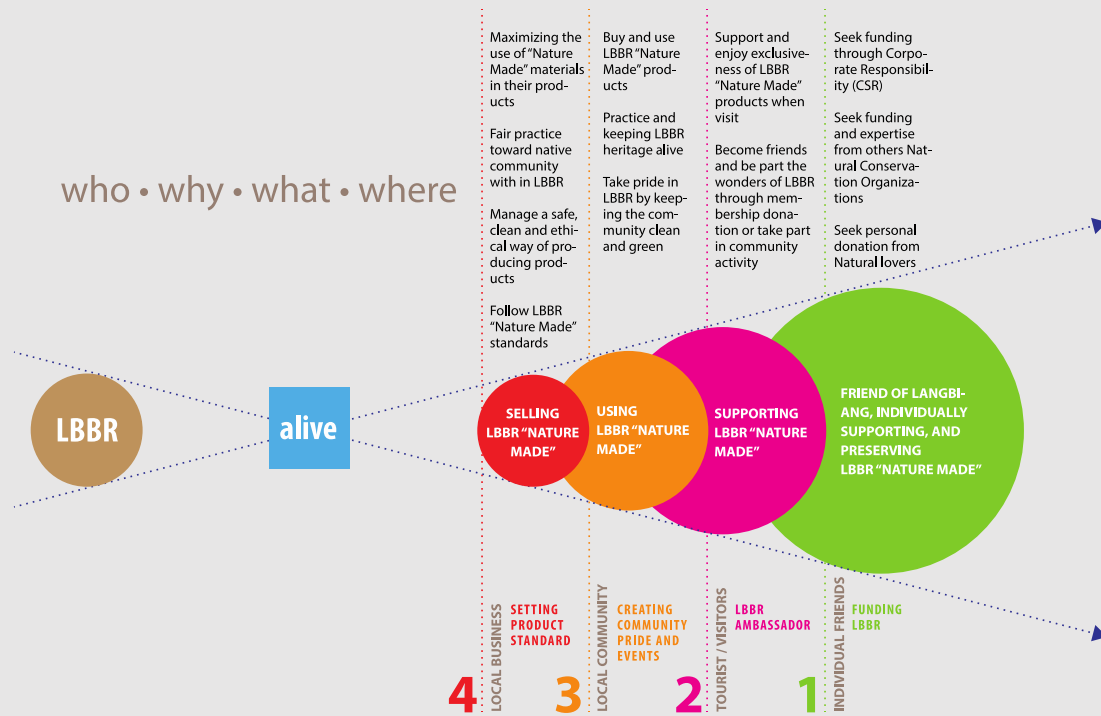 who • why • what • where
Maximizing the
use of “Nature
Made” materials
in their prod-
ucts
Fair practice
toward native
community
with in LBBR
Manage a safe,
clean and ethi-
cal way of pro-
ducing prod-
ucts
Follow LBBR
“Nature Made”
standards
Buy and use
LBBR “Nature
Made” prod-
ucts
Practice and
keeping LBBR
heritage alive
Take pride in
LBBR by keep-
ing the com-
munity clean
and green
Support and
enjoy exclusive-
ness of LBBR
“Nature Made”
products when
visit
Become friends
and be part the
wonders of LBBR
through mem-
bership dona-
tion or take part
in community
activity
Seek funding
through Corpo-
rate Responsibil-
ity (CSR)
Seek funding
and expertise
from others Nat-
ural Conserva-
tion Organiza-
tions
Seek personal
donation from
Natural lovers
LBBR
alive
SELLING
LBBR “NATURE
MADE”
USING
LBBR “NATURE
MADE”
SUPPORTING
LBBR “NATURE
MADE”
FRIEND OF LANGBI-
ANG, INDIVIDUALLY
SUPPORTING, AND
PRESERVING
LBBR “NATURE MADE”
4
LOCAL BUSINESS
SETTING
PRODUCT
STANDARD
3
LOCAL COMMUNITY
CREATING
COMMUNITY
PRIDE AND
EVENTS
2
TOURIST / VISITORS
LBBR
AMBASSADOR
1
INDIVIDUAL FRIENDS
FUNDING
LBBR